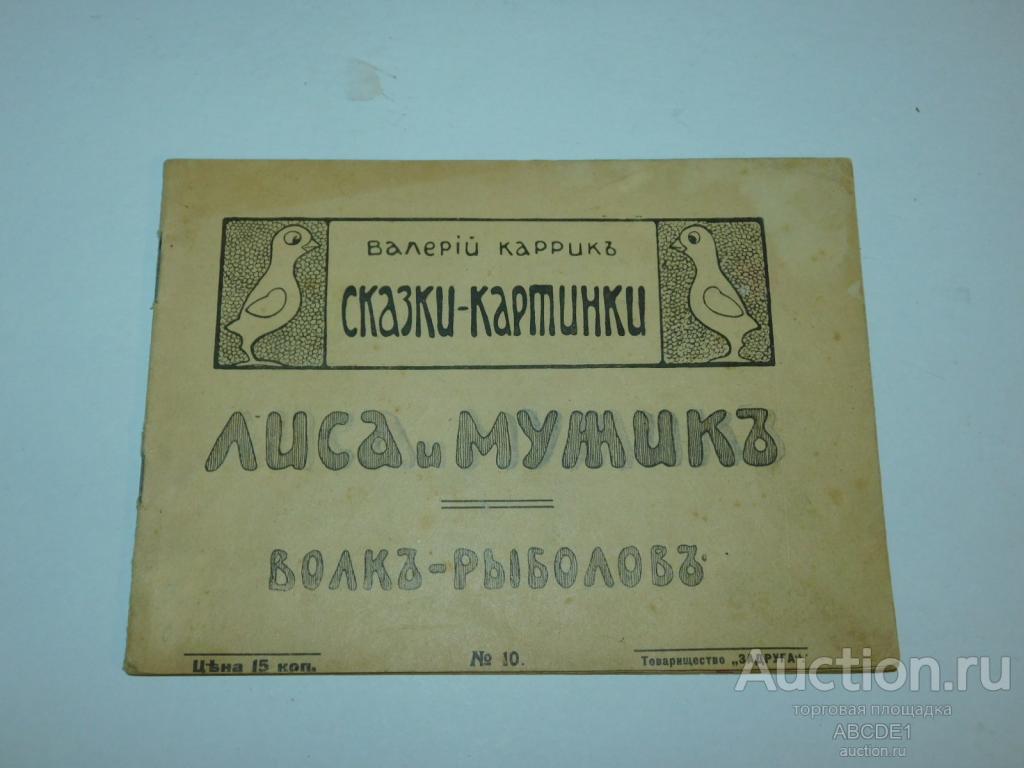 Валерій Каррикъ
Сказки-картинки
Лиса и Мужикъ
Волкъ-рыболовъ
Цѣна 15 коп.
№ 10.
Товарищество „ЗАДРУГА“
Auction.ru
торговая площадка
ABCDE1
auction.ru